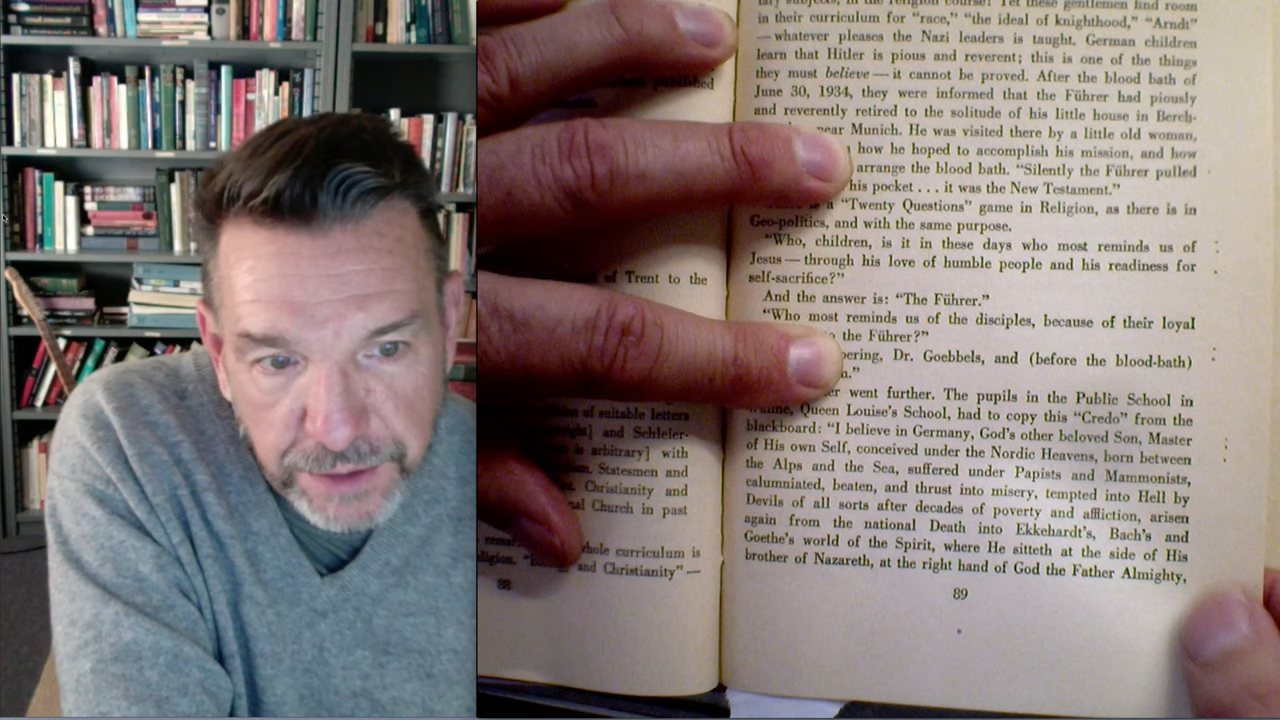 published
of Trent to the
of suitable letters
and Schleier-
is arbitrary] with
Statesmen and
Christianity and
Church in past
whole curriculum is
and Christianity”—
88
in their curriculum for “race,” “the ideal of knighthood,” “Arndt”
—whatever pleases the Nazi leaders is taught. German children
learn that Hitler is pious and reverent; this is one of the things
they must believe—it cannot be proved. After the blood bath of
June 30, 1934, they were informed that the Führer had piously
and reverently retired to the solitude of his little house in Berch-
near Munich. He was visited there by a little old woman,
how he hoped to accomplish his mission, and how
arrange the blood bath. “Silently the Führer pulled
his pocket . . . it was the New Testament.”
a “Twenty Questions” game in Religion, as there is in
Geo-politics, and with the same purpose.
“Who, children, is it in these days who most reminds us of
Jesus—through his love of humble people and his readiness for
self-sacrifice?”
And the answer is: “The Führer.”
“Who most reminds us of the disciples, because of their loyal
the Führer?”
Dr. Goebbels, and (before the blood-bath)
went further. The pupils in the Public School in
Queen Louise’s School, had to copy this “Credo” from the
blackboard: “I believe in Germany, God’s other beloved Son, Master
of His own Self, conceived under the Nordic Heavens, born between
the Alps and the Sea, suffered under Papists and Mammonists,
calumniated, beaten, and thrust into misery, tempted into Hell by
Devils of all sorts after decades of poverty and affliction, arisen
again from the national Death into Ekkehardt’s, Bach’s and
Goethe’s world of the Spirit, where He sitteth at the side of His
brother of Nazareth, at the right hand of God the Father Almighty,
89